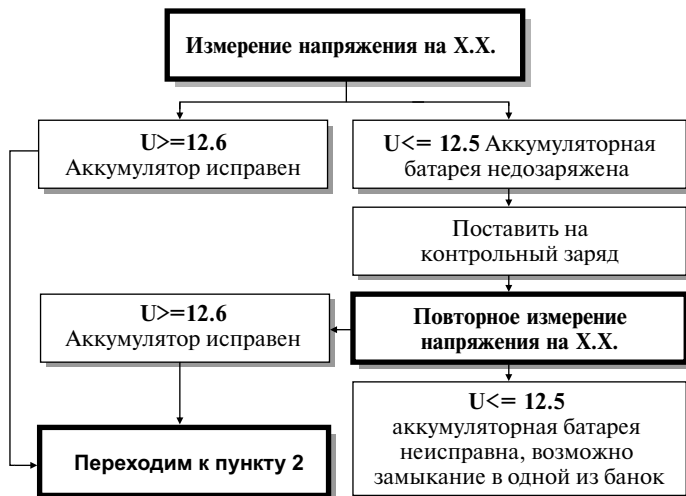 Измерение напряжения на Х.Х.
U>=12.6
Аккумулятор исправен
U<= 12.5 Аккумуляторная
батарея недозаряжена
Поставить на
контрольный заряд
U>=12.6
Аккумулятор исправен
Повторное измерение
напряжения на Х.Х.
Переходим к пункту 2
U<= 12.5
аккумуляторная батарея
неисправна, возможно
замыкание в одной из банок